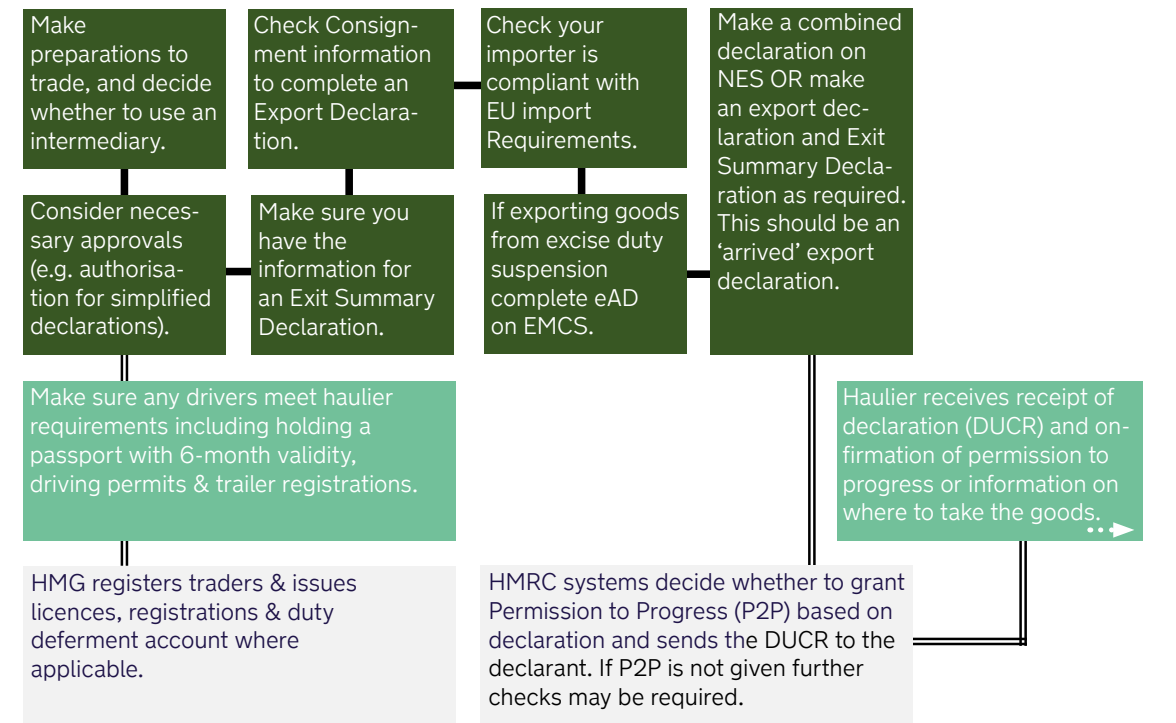 Make
preparations to
trade, and decide
whether to use an
intermediary.
Check Consign-
ment information
to complete an
Export Declara-
tion.
Check your
importer is
compliant with
EU import
Requirements.
Make a combined
declaration on
NES OR make
an export dec-
laration and Exit
Summary Decla-
ration as required.
This should be an
‘arrived’ export
declaration.
Consider neces-
sary approvals
(e.g. authorisa-
tion for simplified
declarations).
Make sure you
have the
information for
an Exit Summary
Declaration.
If exporting goods
from excise duty
suspension
complete eAD
on EMCS.
Make sure any drivers meet haulier
requirements including holding a
passport with 6-month validity,
driving permits & trailer registrations.
Haulier receives receipt of
declaration (DUCR) and on-
firmation of permission to
progress or information on
where to take the goods.
HMG registers traders & issues
licences, registrations & duty
deferment account where
applicable.
HMRC systems decide whether to grant
Permission to Progress (P2P) based on
declaration and sends the DUCR to the
declarant. If P2P is not given further
checks may be required.